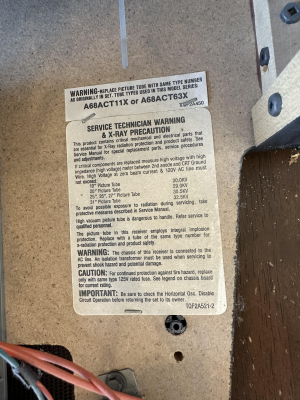 WARNING-REPLACE PICTURE TUBE WITH SAME TYPE NUMBER
AS ORIGINALLY IN SET. TUBE TYPES USED IN THIS MODEL SERIES:
A68ACT11X or A68ACT63X
SERVICE TECHNICIAN WARNING
& X-RAY PRECAUTION
This product contains critical mechanical and electrical parts that
are essential for X-ray radiation protection and product safety. See
Service Manual for special replacement parts, service procedures
and adjustments.
If critical components are replaced measure high voltage with high
impedance (high voltage) meter between 2nd anode and CRT Ground
Wire. High Voltage at zero beam current & 120V AC line must
not exceed:
19" Picture Tube 30.0KV
20" Picture Tube 29.9KV
25", 26", 27" Picture Tube
31" Picture Tube 32.5KV
To avoid possible exposure to radiation during servicing, take
protective measures described in Service Manual.
High vacuum picture tube is dangerous to handle. Refer service to
qualified personnel.
The picture tube in this receiver employs integral implosion
protection. Replace with a tube of the same type number for
x-radiation protection and product safety
WARNING: The chassis of this receiver is connected to the
AC line. An isolation transformer must be used when servicing to
prevent shock hazard and potential damage.
CAUTION: For continued protection against fire hazard, replace
only with same type 125V rated fuse. See legend on chassis board
for current rating.
IMPORTANT: Be sure to check the Horizontal Osc. Disable
Circuit Operation before returning the set to its owner.
TQF2A521-2